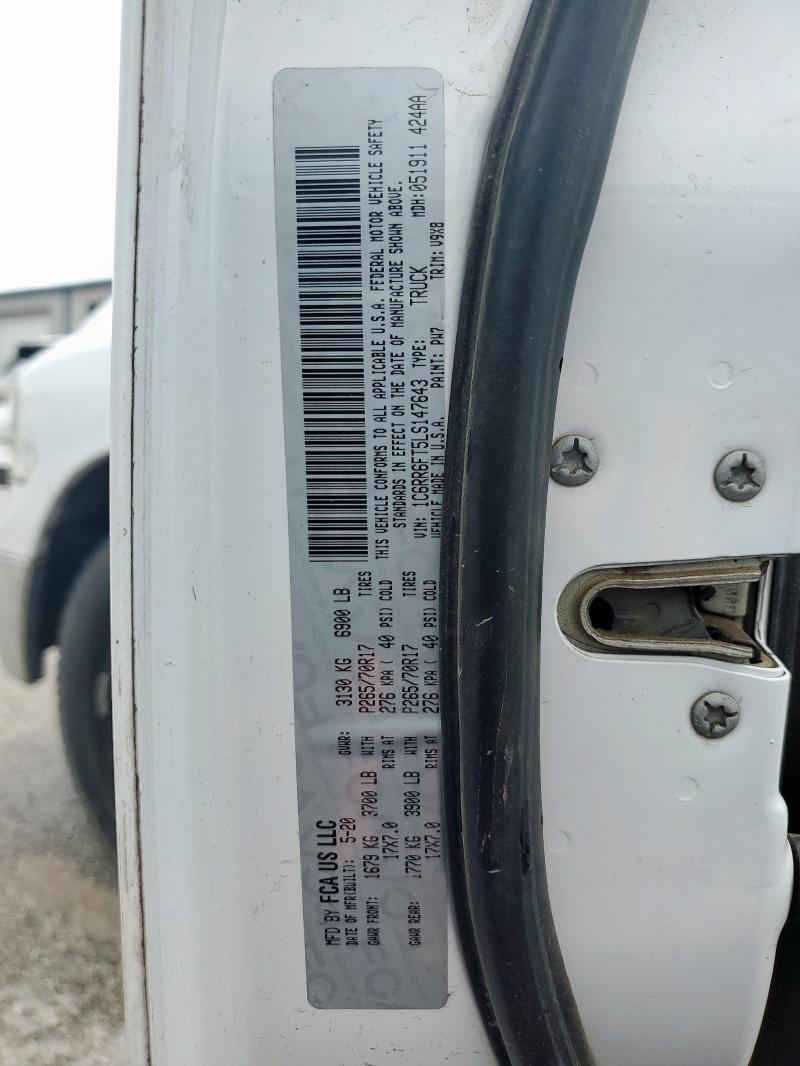 MFD BY FCA US LLC
DATE OF MFR(BUILT): 5-20 GVWR: 3130 KG 6900 LB
GAWR FRONT: 1679 KG 3700 LB WITH P265/70R17 TIRES
17X7.0 RIMS AT 276 KPA ( 40 PSI) COLD
GAWR REAR: 1770 KG 3900 LB WITH P265/70R17 TIRES
17X7.0 RIMS AT 276 KPA ( 40 PSI) COLD
THIS VEHICLE CONFORMS TO ALL APPLICABLE U.S.A. FEDERAL MOTOR VEHICLE SAFETY
STANDARDS IN EFFECT ON THE DATE OF MANUFACTURE SHOWN ABOVE.
VIN: 1C6RR6FT5LS147643 TYPE: TRUCK MDH: 051911 424AA
VEHICLE MADE IN U.S.A. PAINT: PW7 TRIM: V9X8